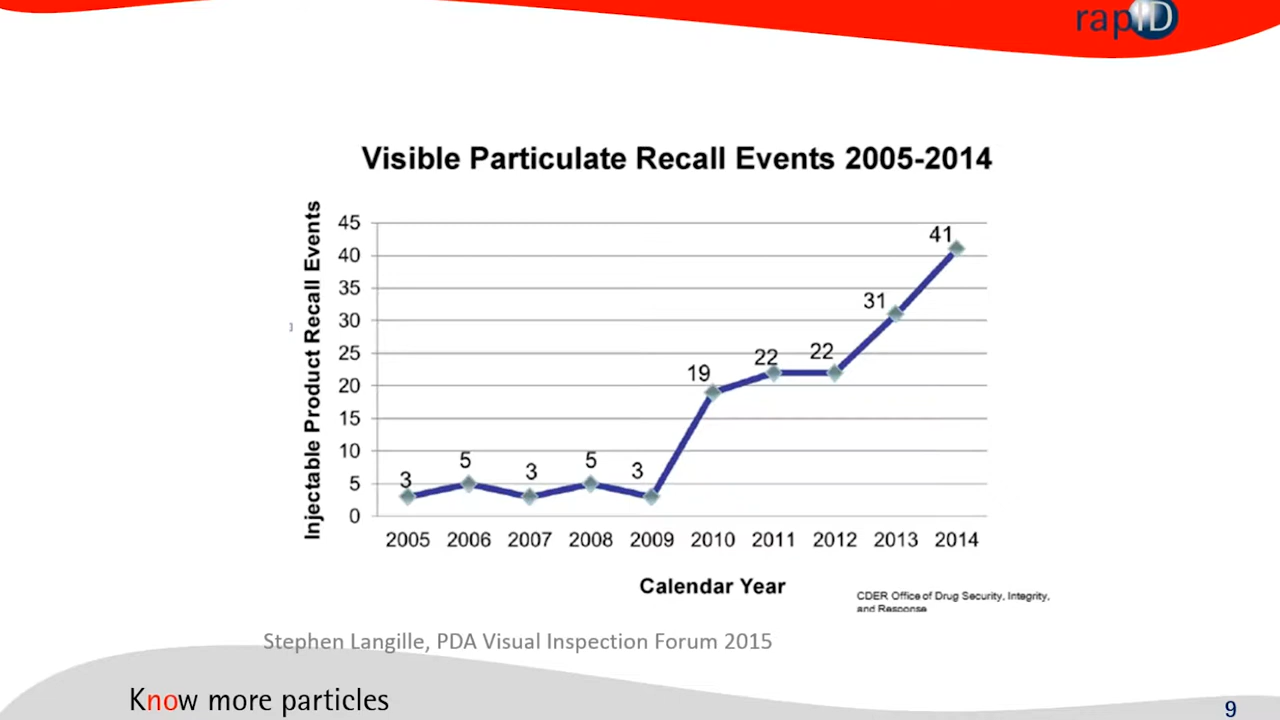 rapID
Visible Particulate Recall Events 2005-2014
Injectable Product Recall Events
45
40
35
30
25
20
15
10
5
0
3
5
3
5
3
19
22
22
31
41
2005 2006 2007 2008 2009 2010 2011 2012 2013 2014
Calendar Year
CDER Office of Drug Security, Integrity,
and Response
Stephen Langille, PDA Visual Inspection Forum 2015
Know more particles
9